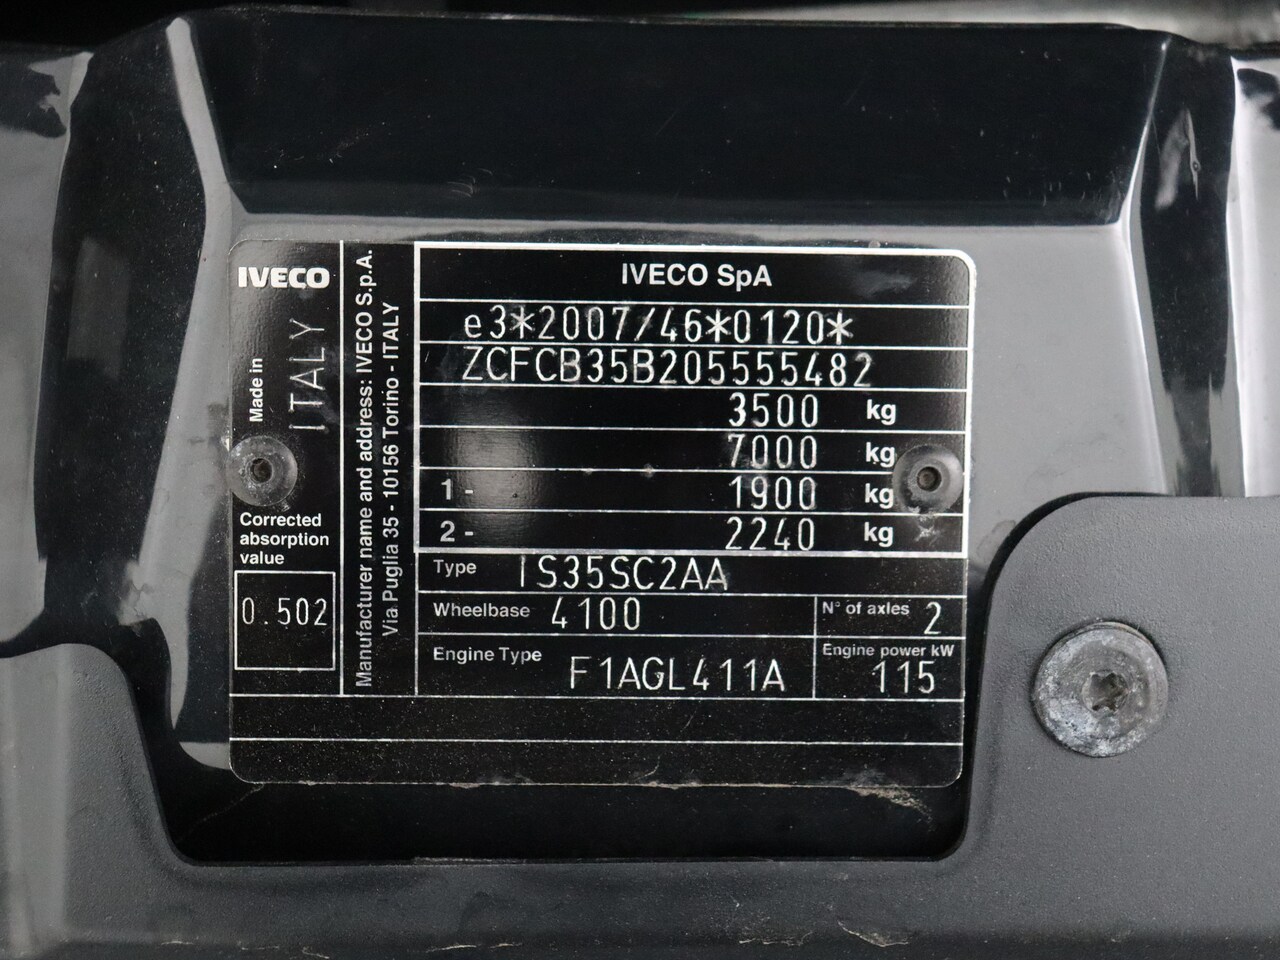 IVECO
Made in
ITALY
Corrected
absorption
value
0.502
Manufacturer name and address: IVECO S.p.A.
Via Puglia 35 - 10156 Torino - ITALY
IVECO SpA
e3*2007/46*0120*
ZCFCB35B205555482
3500 kg
7000 kg
1- 1900 kg
2- 2240 kg
Type IS35SC2AA
Wheelbase 4100 N° of axles 2
Engine Type F1AGL411A Engine power kW 115